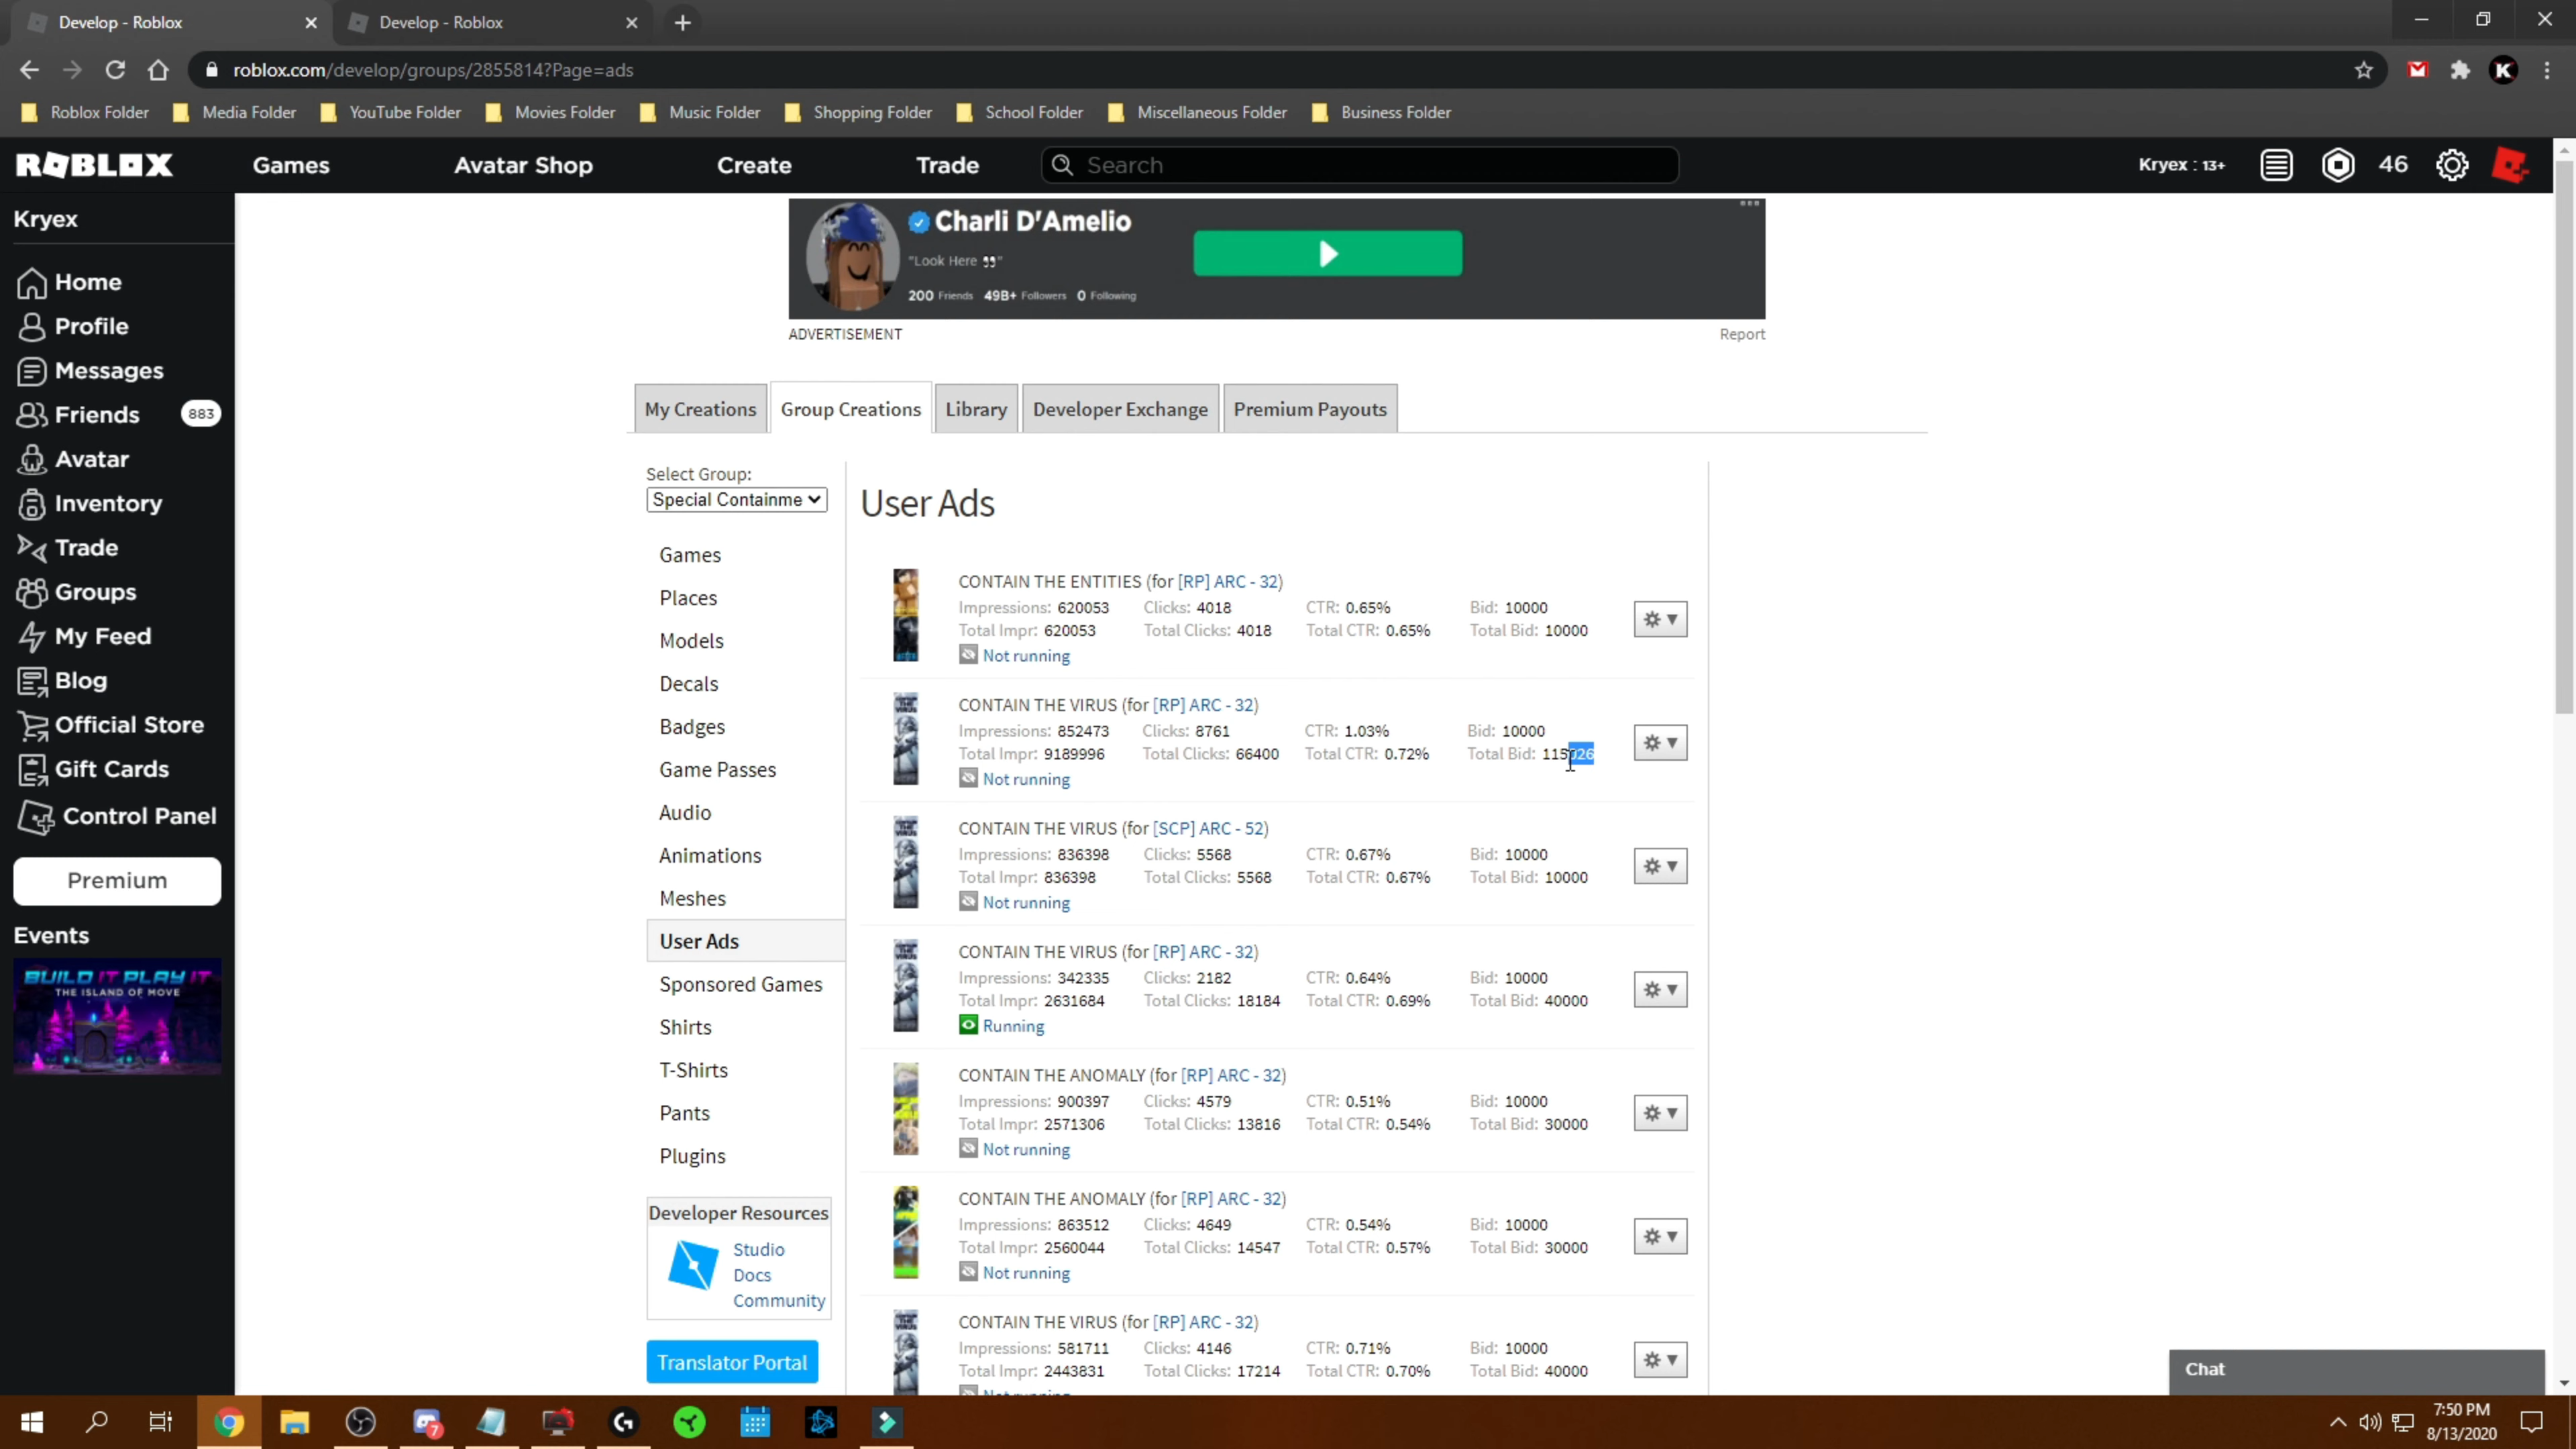 Develop - Roblox
Develop - Roblox
roblox.com/develop/groups/2855814?Page=ads
Roblox Folder Media Folder YouTube Folder Movies Folder Music Folder Shopping Folder School Folder Miscellaneous Folder Business Folder
ROBLOX Games Avatar Shop Create Trade Search Kryex : 13+ 46
Kryex
Home
Profile
Messages
Friends 883
Avatar
Inventory
Trade
Groups
My Feed
Blog
Official Store
Gift Cards
Control Panel
Premium
Events
BUILD IT PLAY IT
THE ISLAND OF MOVE
Charli D'Amelio
"Look Here 👀"
200 Friends 49B+ Followers 0 Following
ADVERTISEMENT Report
My Creations Group Creations Library Developer Exchange Premium Payouts
Select Group:
Special Containme
Games
Places
Models
Decals
Badges
Game Passes
Audio
Animations
Meshes
User Ads
Sponsored Games
Shirts
T-Shirts
Pants
Plugins
Developer Resources
Studio
Docs
Community
Translator Portal
User Ads
CONTAIN THE ENTITIES (for [RP] ARC - 32)
Impressions: 620053 Clicks: 4018 CTR: 0.65% Bid: 10000
Total Impr: 620053 Total Clicks: 4018 Total CTR: 0.65% Total Bid: 10000
Not running
CONTAIN THE VIRUS (for [RP] ARC - 32)
Impressions: 852473 Clicks: 8761 CTR: 1.03% Bid: 10000
Total Impr: 9189996 Total Clicks: 66400 Total CTR: 0.72% Total Bid:
Not running
CONTAIN THE VIRUS (for [SCP] ARC - 52)
Impressions: 836398 Clicks: 5568 CTR: 0.67% Bid: 10000
Total Impr: 836398 Total Clicks: 5568 Total CTR: 0.67% Total Bid: 10000
Not running
CONTAIN THE VIRUS (for [RP] ARC - 32)
Impressions: 342335 Clicks: 2182 CTR: 0.64% Bid: 10000
Total Impr: 2631684 Total Clicks: 18184 Total CTR: 0.69% Total Bid: 40000
Running
CONTAIN THE ANOMALY (for [RP] ARC - 32)
Impressions: 900397 Clicks: 4579 CTR: 0.51% Bid: 10000
Total Impr: 2571306 Total Clicks: 13816 Total CTR: 0.54% Total Bid: 30000
Not running
CONTAIN THE ANOMALY (for [RP] ARC - 32)
Impressions: 863512 Clicks: 4649 CTR: 0.54% Bid: 10000
Total Impr: 2560044 Total Clicks: 14547 Total CTR: 0.57% Total Bid: 30000
Not running
CONTAIN THE VIRUS (for [RP] ARC - 32)
Impressions: 581711 Clicks: 4146 CTR: 0.71% Bid: 10000
Total Impr: 2443831 Total Clicks: 17214 Total CTR: 0.70% Total Bid: 40000
Chat
7
7:50 PM
8/13/2020